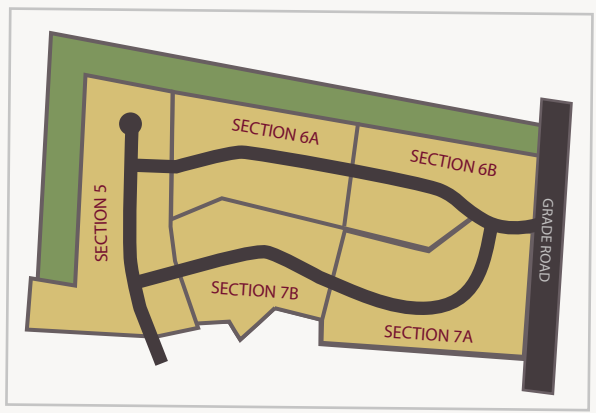 SECTION 6A
SECTION 6B
SECTION 5
GRADE ROAD
SECTION 7B
SECTION 7A